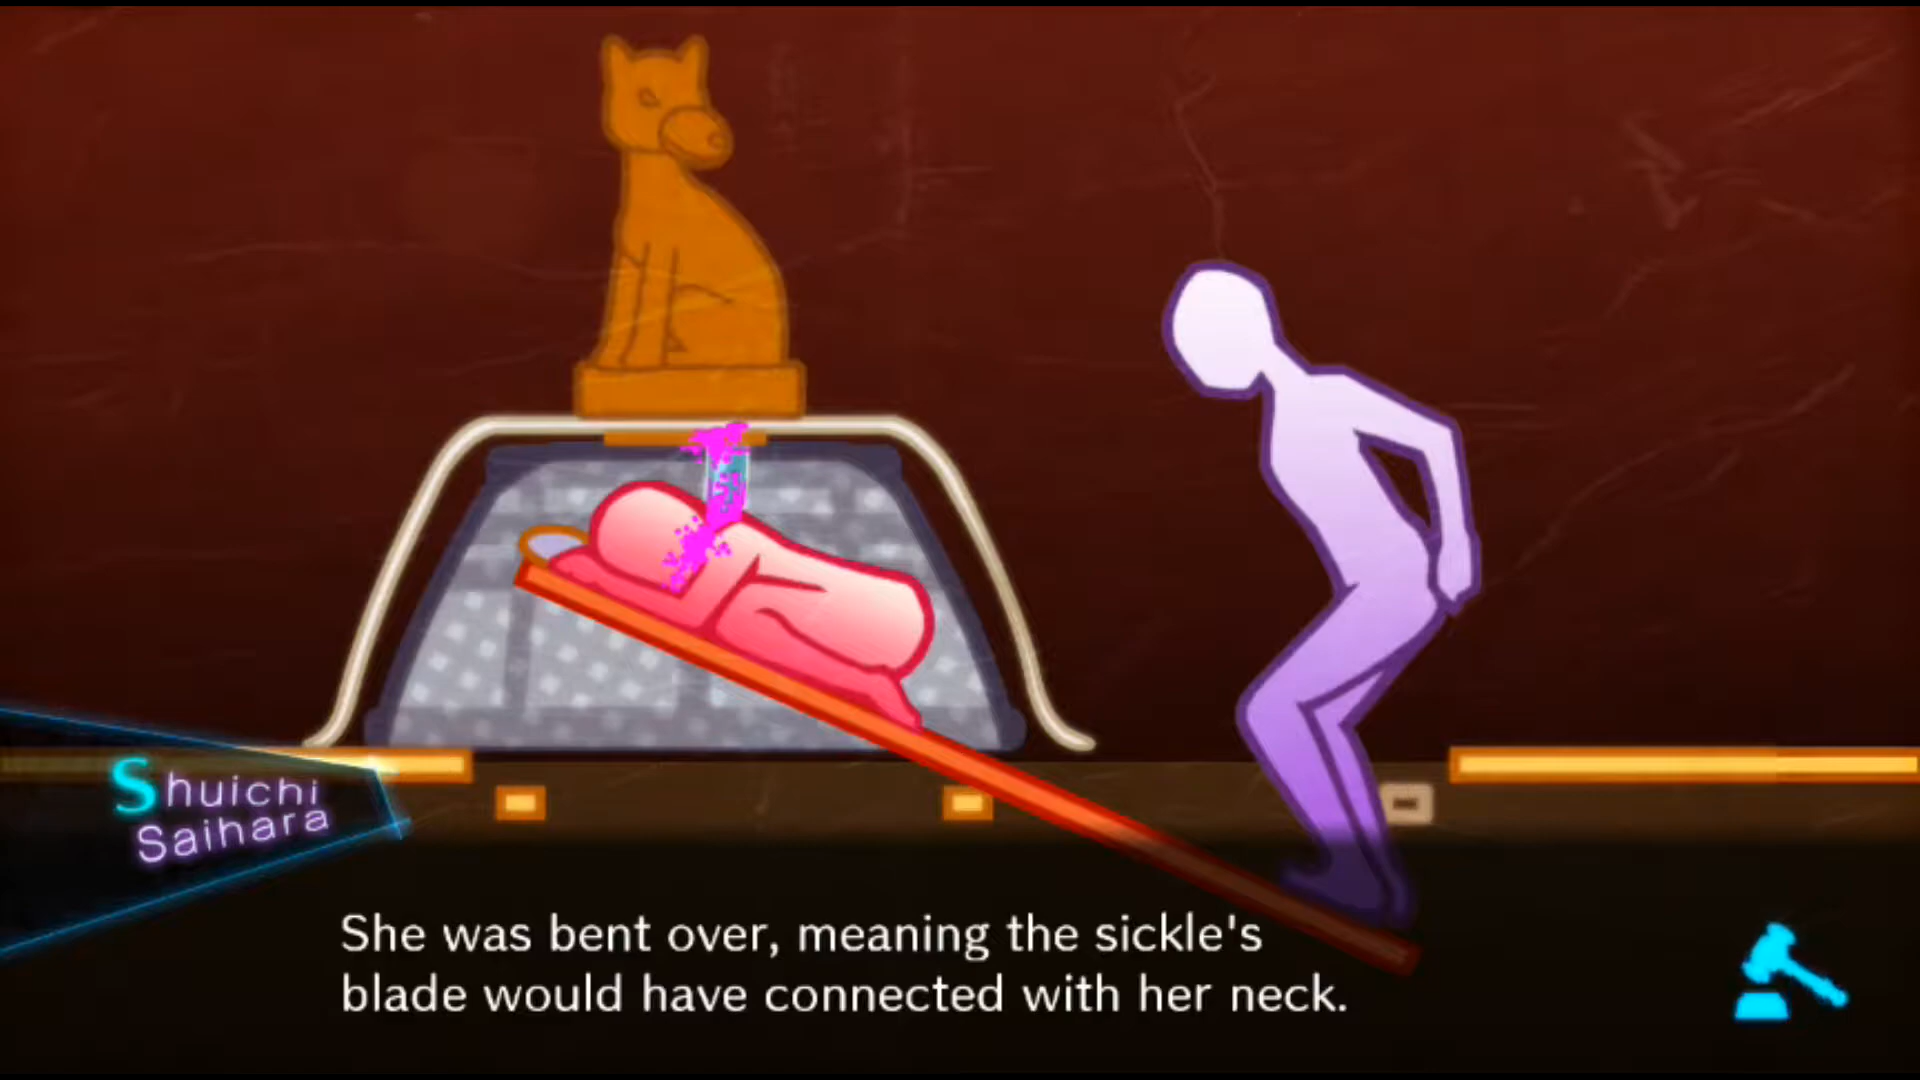 Shuichi
Saihara
She was bent over, meaning the sickle's
blade would have connected with her neck.